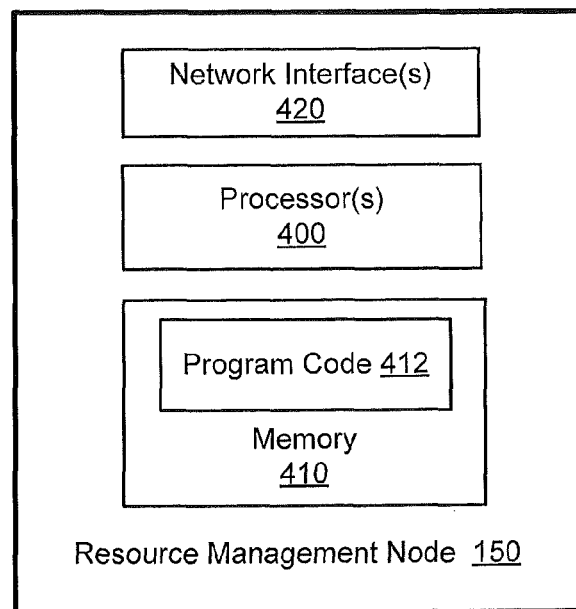 Network Interface(s)
420
Processor(s)
400
Program Code 412
Memory
410
Resource Management Node 150